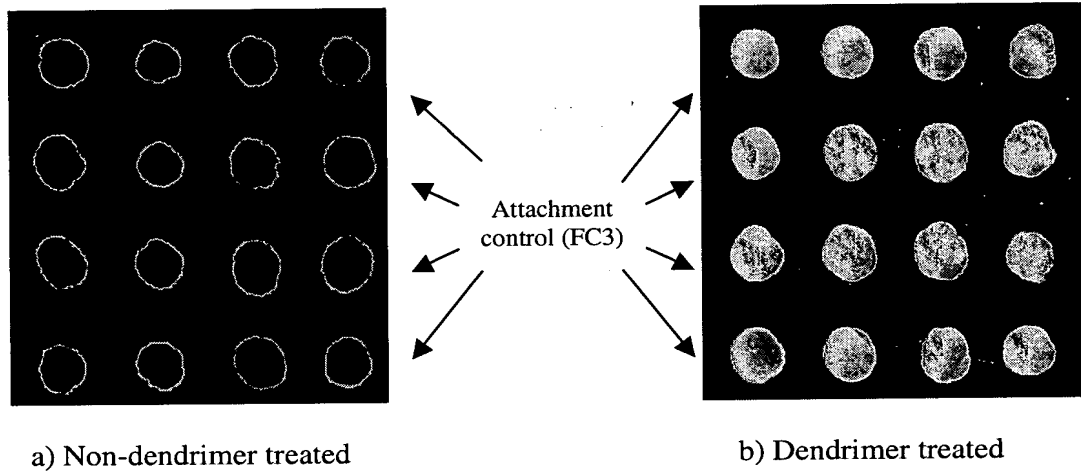 Attachment
control (FC3)
a) Non-dendrimer treated
b) Dendrimer treated